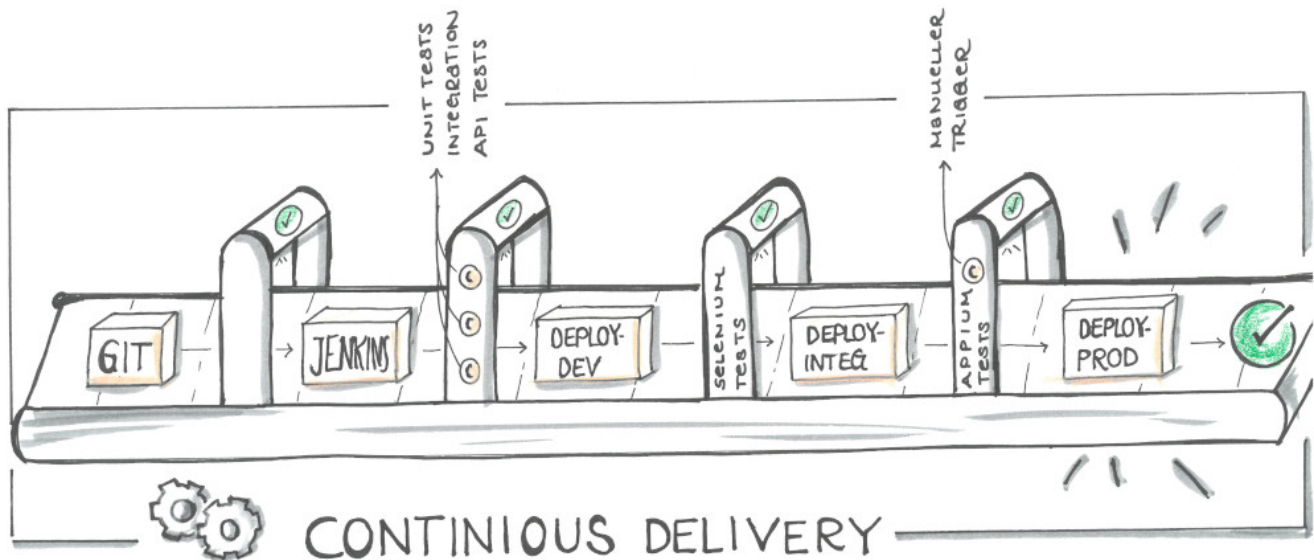 UNIT TESTS
INTEGRATION
API TESTS
MANUELLER
TRIGGER
GIT
JENKINS
DEPLOY-
DEV
SELENIUM
TESTS
DEPLOY-
INTEG
APPIUM
TESTS
DEPLOY-
PROD
CONTINIOUS DELIVERY